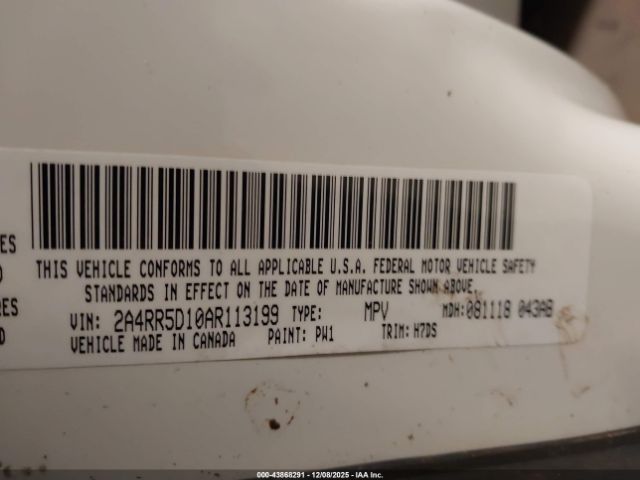 ES
THIS VEHICLE CONFORMS TO ALL APPLICABLE U.S.A. FEDERAL MOTOR VEHICLE SAFETY
STANDARDS IN EFFECT ON THE DATE OF MANUFACTURE SHOWN ABOVE.
RES
VIN: 2A4RR5D10AR113199 TYPE: MPV MDH: 081118 043AB
VEHICLE MADE IN CANADA PAINT: PW1 TRIM: H7DS
000-43868291 - 12/08/2025 - IAA Inc.